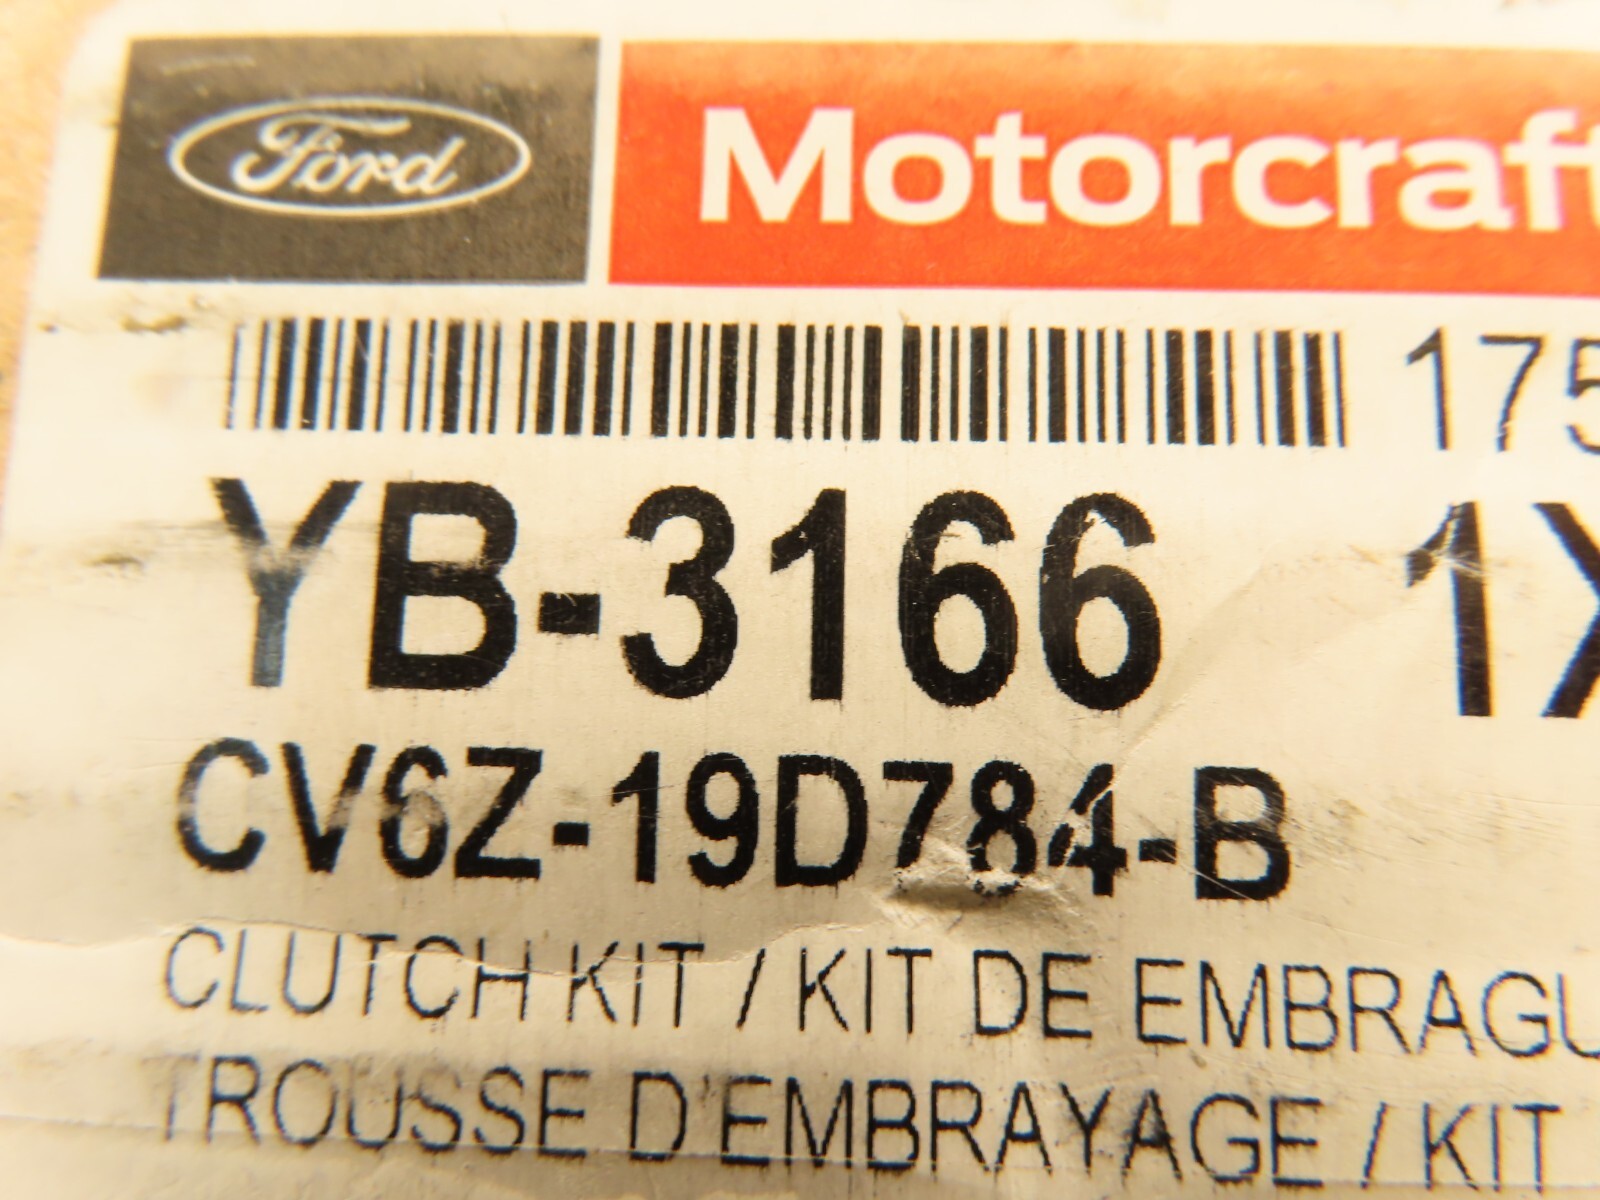 Ford Motorcraft
175
YB-3166 1X
CV6Z-19D784-B
CLUTCH KIT / KIT DE EMBRAGU
TROUSSE D'EMBRAYAGE / KIT